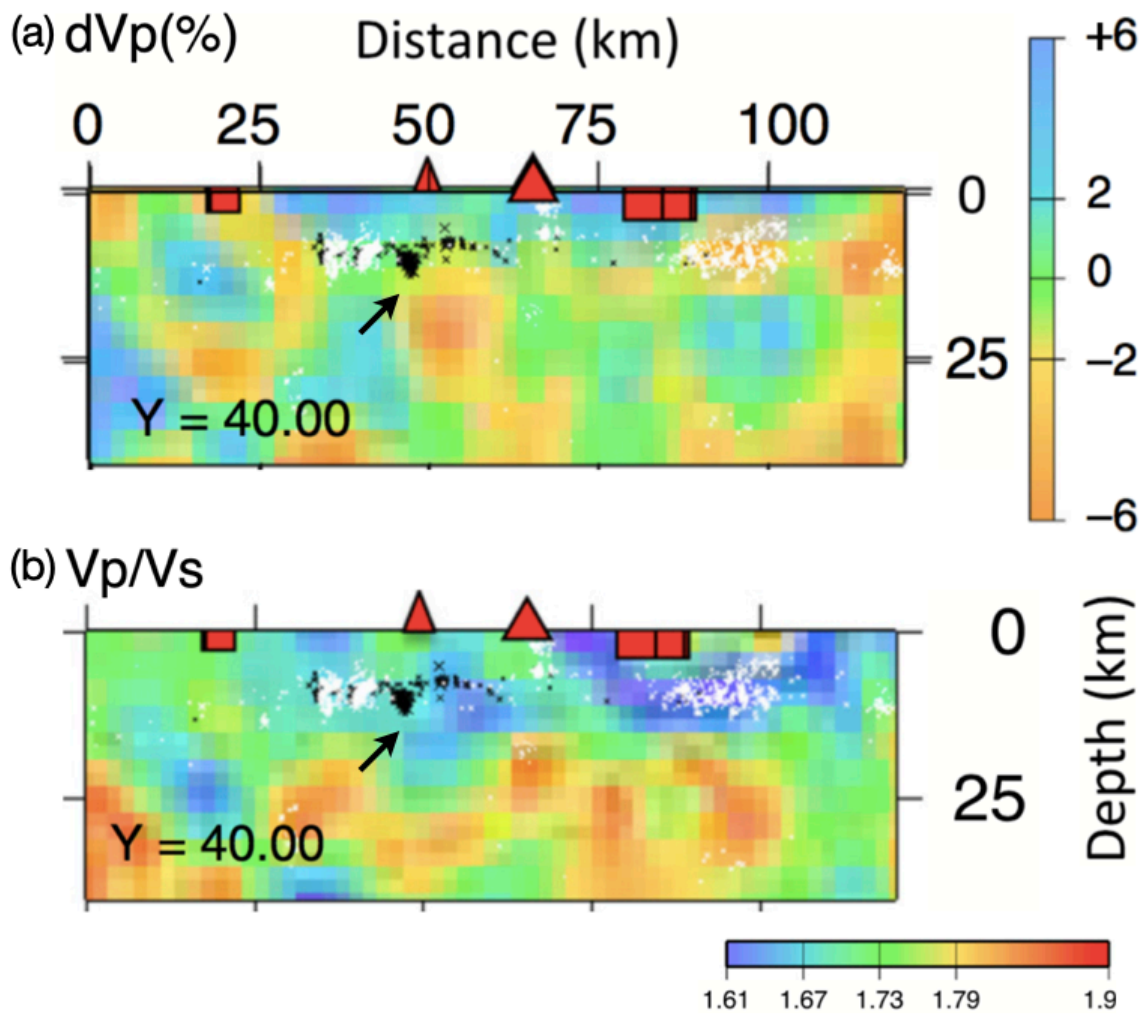 (a) dVp(%) Distance (km)
0 25 50 75 100
+6
2
0
−2
−6
0
25
Y = 40.00
(b) Vp/Vs
0
25
Depth (km)
Y = 40.00
1.61 1.67 1.73 1.79 1.9